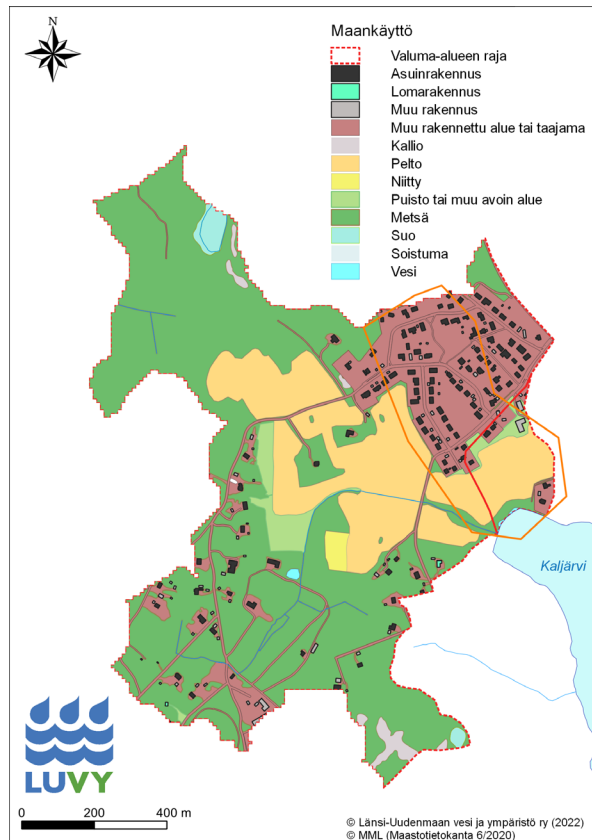 N
Maankäyttö
Valuma-alueen raja
Asuinrakennus
Lomarakennus
Muu rakennus
Muu rakennettu alue tai taajama
Kallio
Pelto
Niitty
Puisto tai muu avoin alue
Metsä
Suo
Soistuma
Vesi
Kaljärvi
LUVY
0 200 400 m
© Länsi-Uudenmaan vesi ja ympäristö ry (2022)
© MML (Maastotietokanta 6/2020)